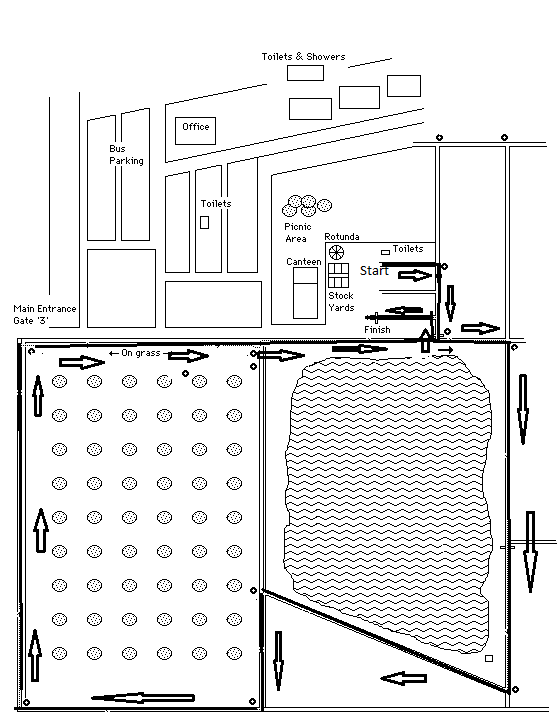 Toilets & Showers
Office
Bus
Parking
Toilets
Picnic
Area
Rotunda
Toilets
Canteen
Start
Stock
Yards
Main Entrance
Gate '3'
Finish
On grass